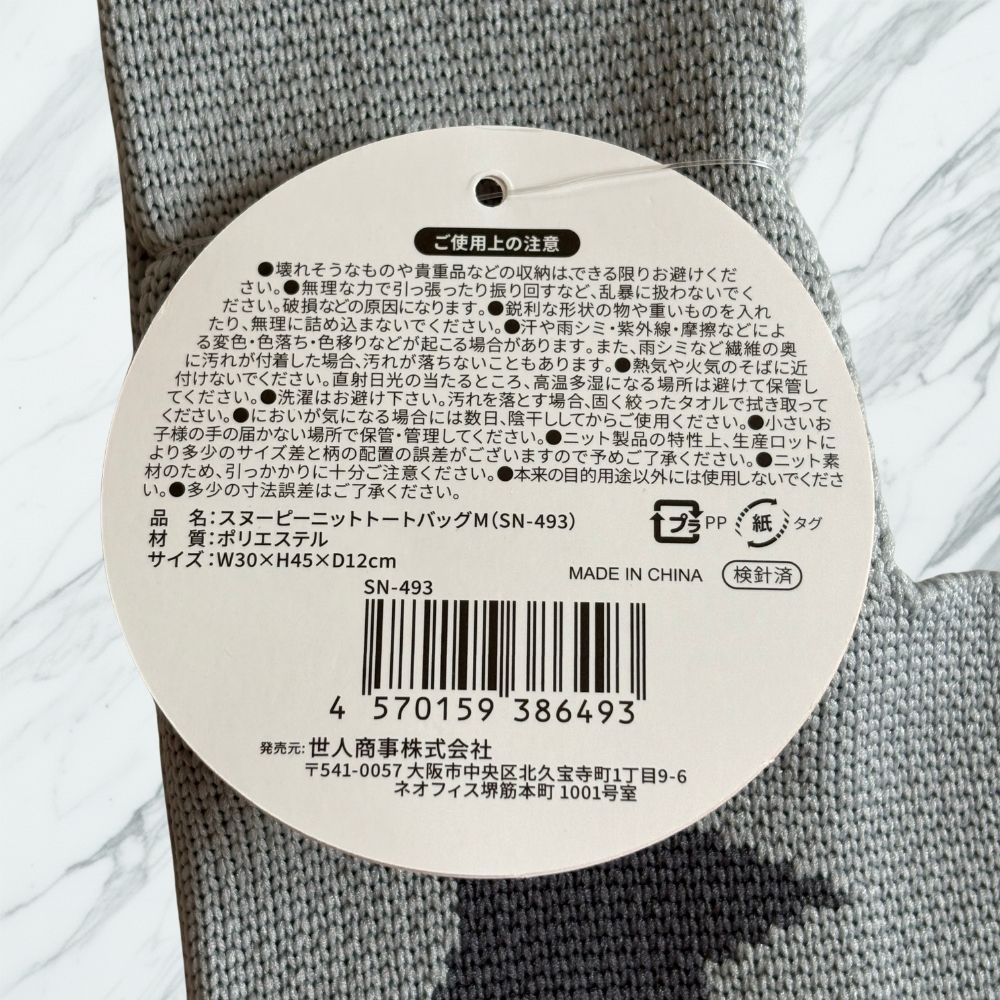 ご使用上の注意
●壊れそうなものや貴重品などの収納は、できる限りお避けくだ
さい。●無理な力で引っ張ったり振り回すなど、乱暴に扱わないでく
ださい。破損などの原因になります。●鋭利な形状の物や重いものを入れ
たり、無理に詰め込まないでください。●汗や雨シミ・紫外線・摩擦などによ
る変色・色落ち・色移りなどが起こる場合があります。また、雨シミなど繊維の奥
に汚れが付着した場合、汚れが落ちないこともあります。●熱気や火気のそばに近
付けないでください。直射日光の当たるところ、高温多湿になる場所は避けて保管し
てください。●洗濯はお避け下さい。汚れを落とす場合、固く絞ったタオルで拭き取って
ください。●においが気になる場合には数日、陰干ししてからご使用ください。●小さいお
子様の手の届かない場所で保管・管理してください。●ニット製品の特性上、生産ロットに
より多少のサイズ差と柄の配置の誤差がございますので予めご了承ください。●ニット素
材のため、引っかかりに十分ご注意ください。●本来の目的用途以外には使用しないでくださ
い。●多少の寸法誤差はご了承ください。
品 名：スヌーピーニットトートバッグM（SN-493）
材 質：ポリエステル
サイズ：W30×H45×D12cm
プラ PP 紙 タグ
MADE IN CHINA 検針済
SN-493
4 570159 386493
発売元：世人商事株式会社
〒541-0057 大阪市中央区北久宝寺町1丁目9-6
ネオフィス堺筋本町 1001号室